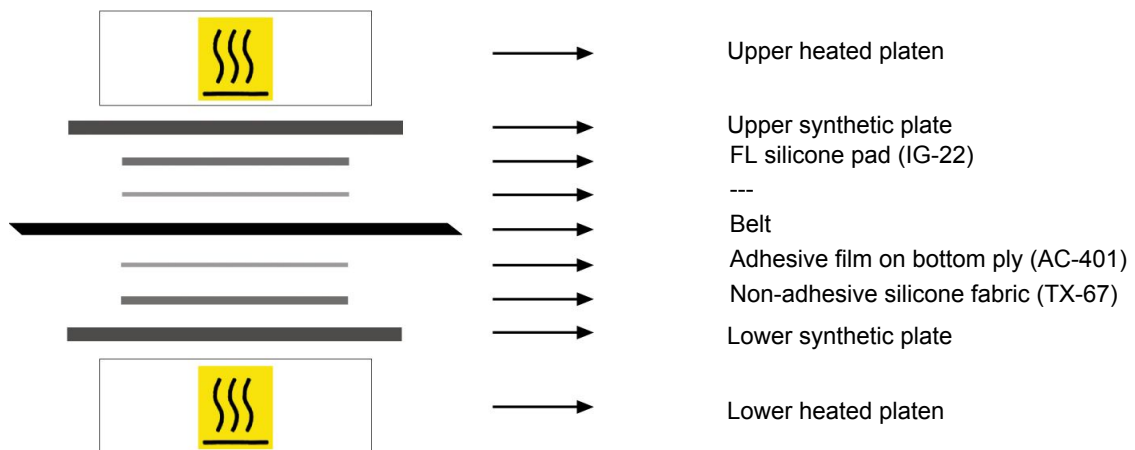 Upper heated platen
Upper synthetic plate
FL silicone pad (IG-22)
---
Belt
Adhesive film on bottom ply (AC-401)
Non-adhesive silicone fabric (TX-67)
Lower synthetic plate
Lower heated platen